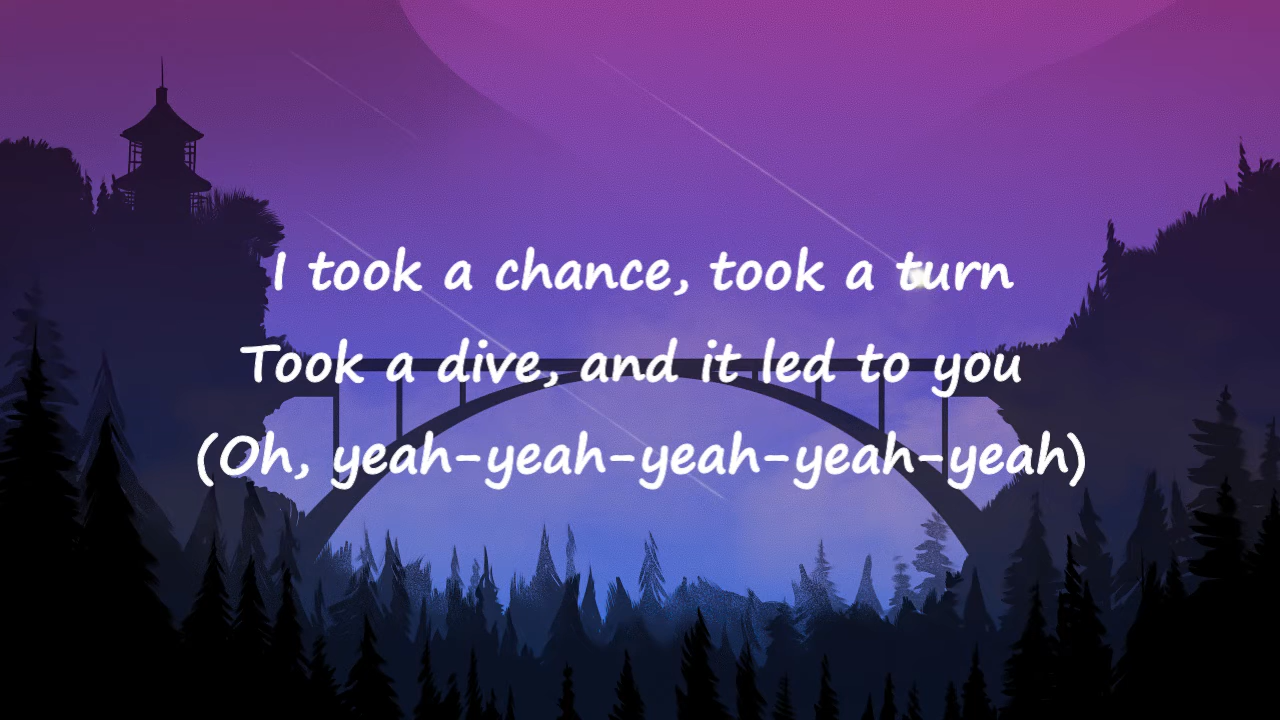 I took a chance, took a turn
Took a dive, and it led to you
(Oh, yeah-yeah-yeah-yeah-yeah)